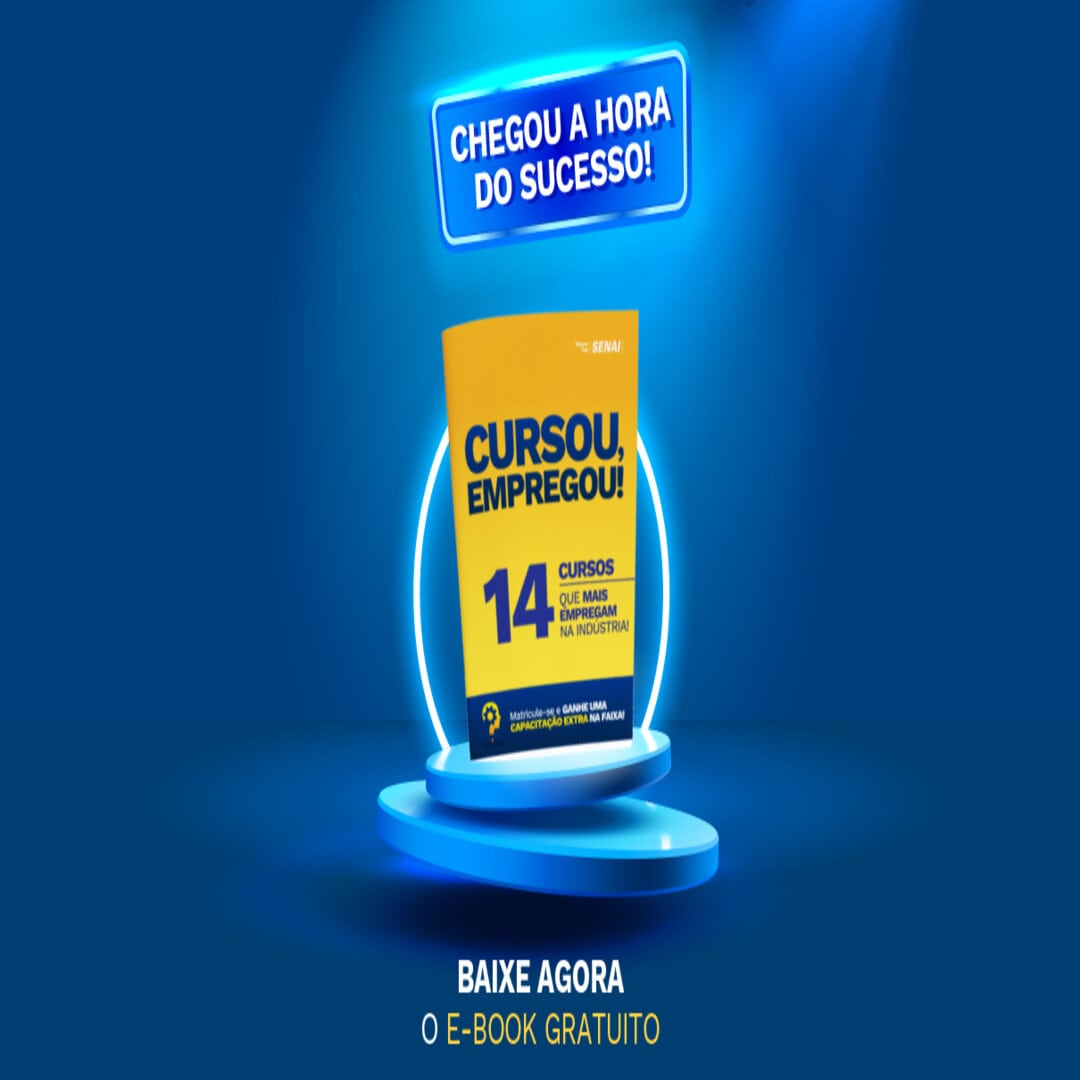 CHEGOU A HORA
DO SUCESSO!
SENAI
CURSOU,
EMPREGOU!
14
CURSOS
QUE MAIS
EMPREGAM
NA INDÚSTRIA!
Matricule-se e GANHE UMA
CAPACITAÇÃO EXTRA NA FAIXA!
BAIXE AGORA
O E-BOOK GRATUITO